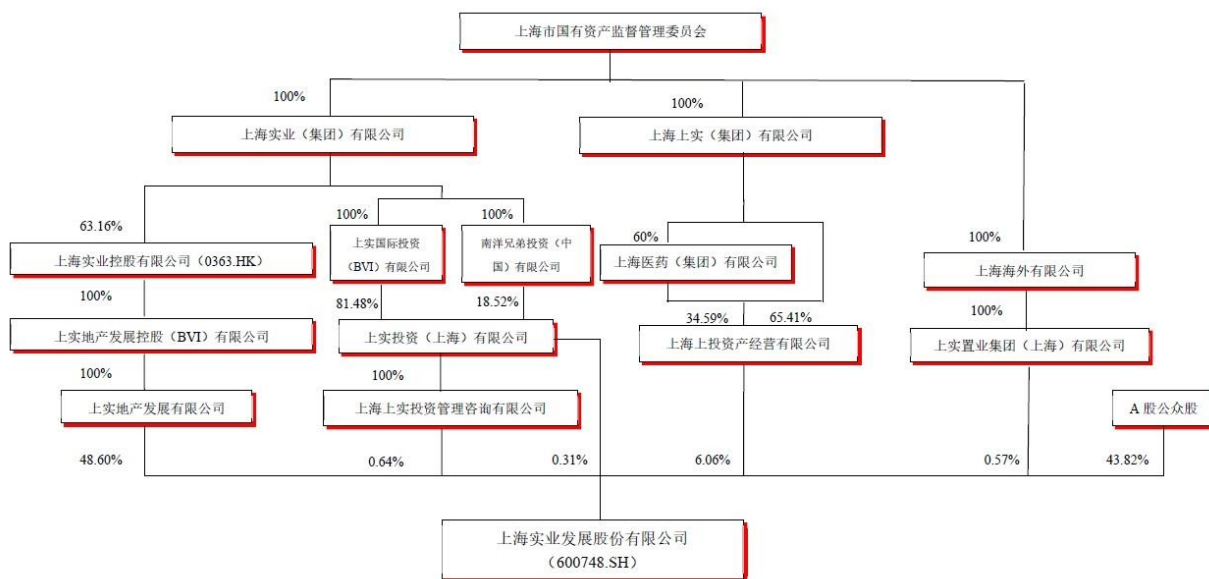 上海市国有资产监督管理委员会
100%
100%
上海实业（集团）有限公司
上海上实（集团）有限公司
63.16%
100%
100%
60%
100%
上海实业控股有限公司（0363.HK）
上实国际投资
（BVI）有限公司
南洋兄弟投资（中
国）有限公司
上海医药（集团）有限公司
上海海外有限公司
100%
81.48%
18.52%
34.59%
65.41%
100%
上实地产发展控股（BVI）有限公司
上实投资（上海）有限公司
上海上投资产经营有限公司
上实置业集团（上海）有限公司
100%
100%
上实地产发展有限公司
上海上实投资管理咨询有限公司
A 股公众股
48.60%
0.64%
0.31%
6.06%
0.57%
43.82%
上海实业发展股份有限公司
（600748.SH）